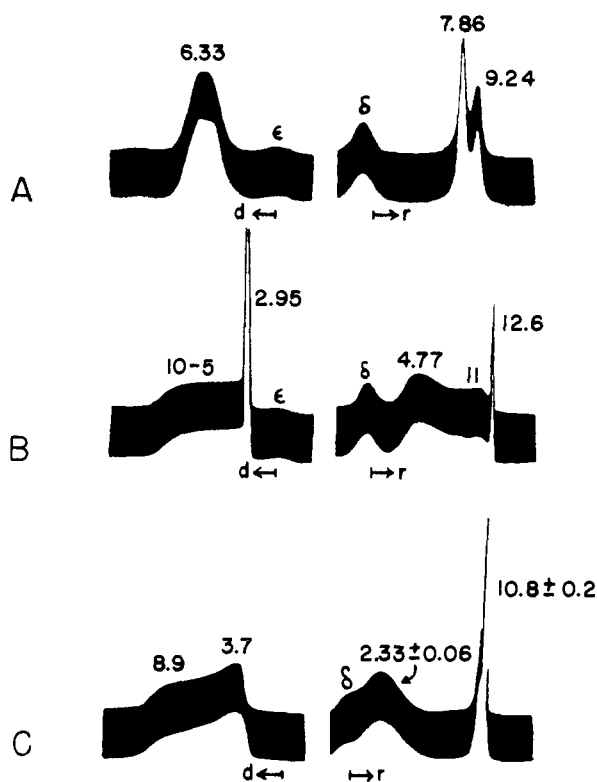 6.33
ϵ
d ←
δ
7.86
9.24
→ r
A
10-5
2.95
ϵ
d ←
δ
4.77
11
12.6
→ r
B
8.9
3.7
d ←
δ
2.33 ± 0.06
10.8 ± 0.2
→ r
C